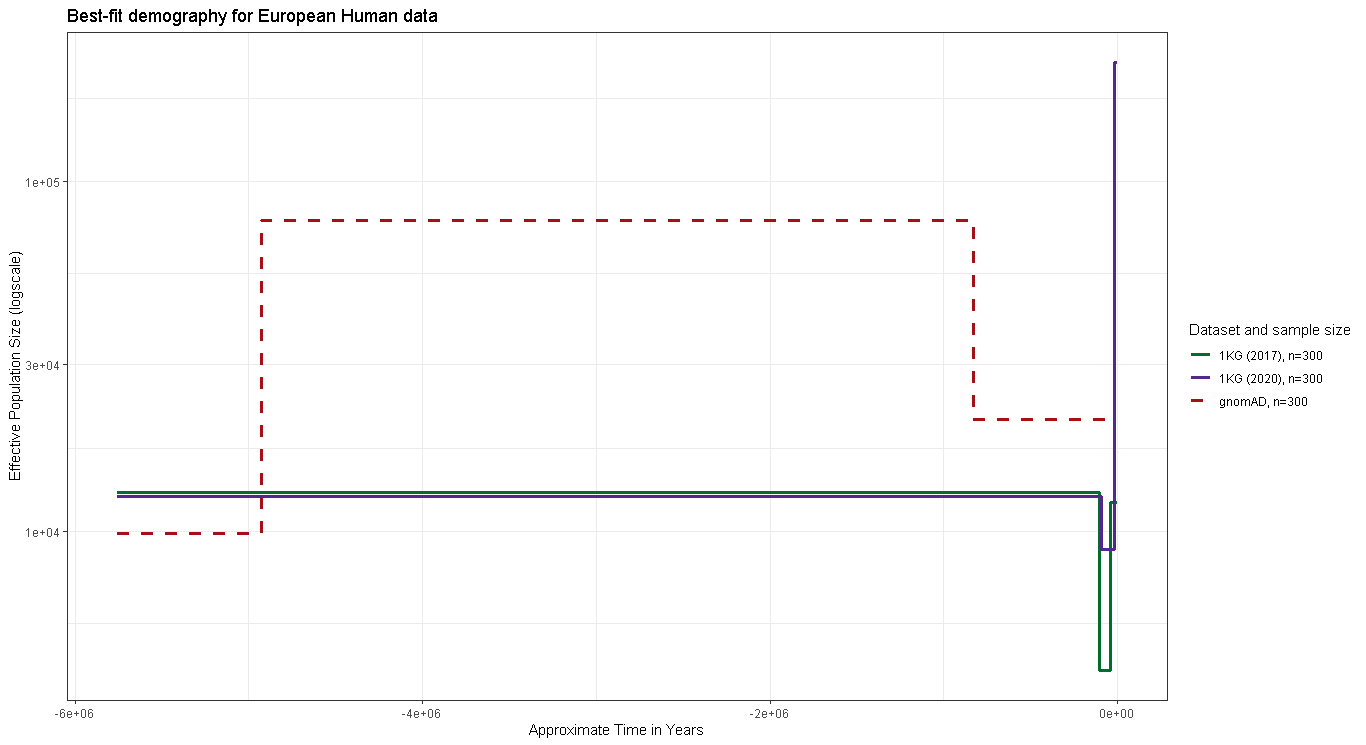 Best-fit demography for European Human data
Effective Population Size (logscale)
1e+05
3e+04
1e+04
-6e+06
-4e+06
-2e+06
0e+00
Approximate Time in Years
Dataset and sample size
1KG (2017), n=300
1KG (2020), n=300
gnomAD, n=300